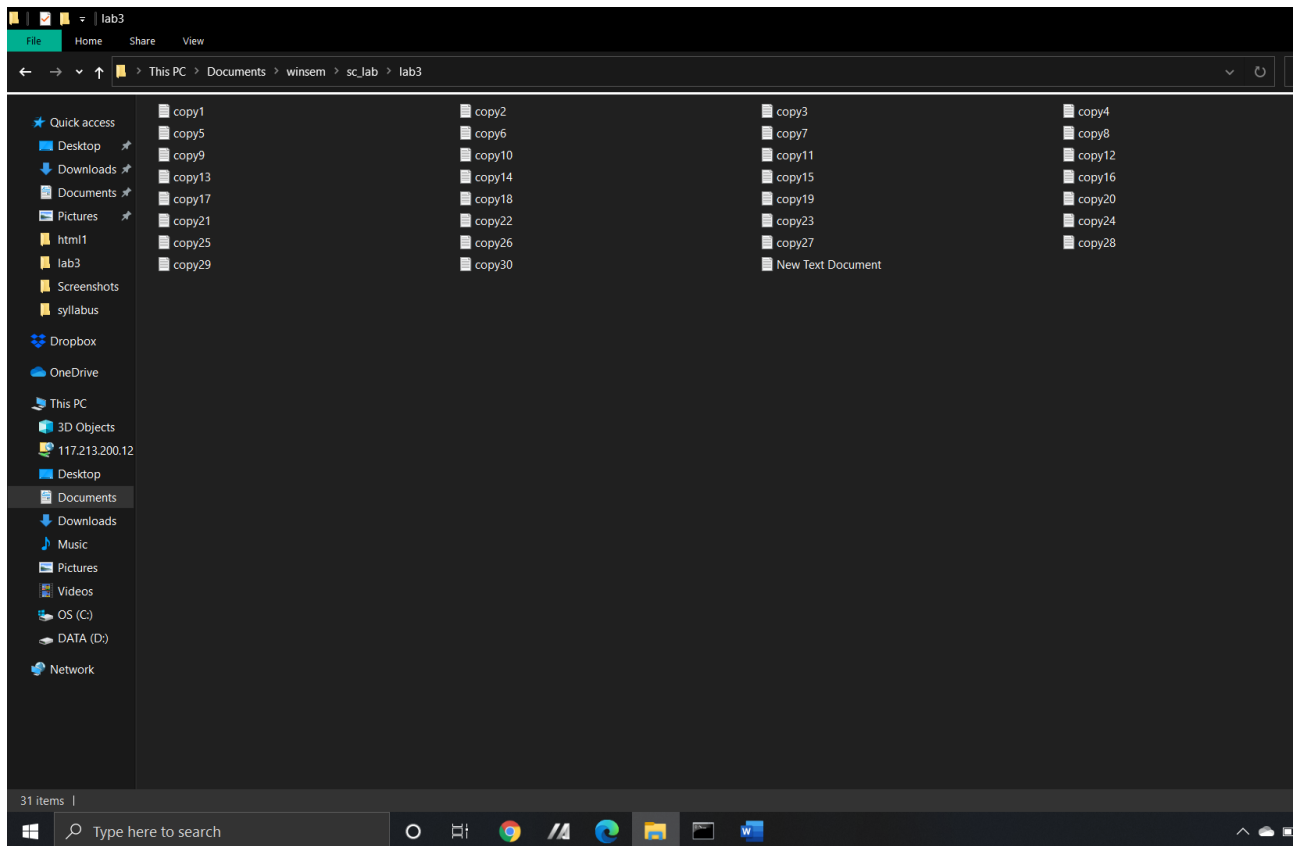 lab3
File Home Share View
This PC > Documents > winsem > sc_lab > lab3
Quick access
Desktop
Downloads
Documents
Pictures
html1
lab3
Screenshots
syllabus
Dropbox
OneDrive
This PC
3D Objects
117.213.200.12
Desktop
Documents
Downloads
Music
Pictures
Videos
OS (C:)
DATA (D:)
Network
copy1 copy2 copy3 copy4
copy5 copy6 copy7 copy8
copy9 copy10 copy11 copy12
copy13 copy14 copy15 copy16
copy17 copy18 copy19 copy20
copy21 copy22 copy23 copy24
copy25 copy26 copy27 copy28
copy29 copy30 New Text Document
31 items
Type here to search